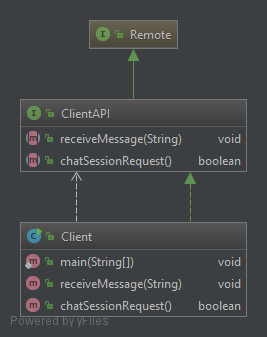 Remote
ClientAPI
receiveMessage(String) void
chatSessionRequest() boolean
Client
main(String[]) void
receiveMessage(String) void
chatSessionRequest() boolean
Powered by yFiles